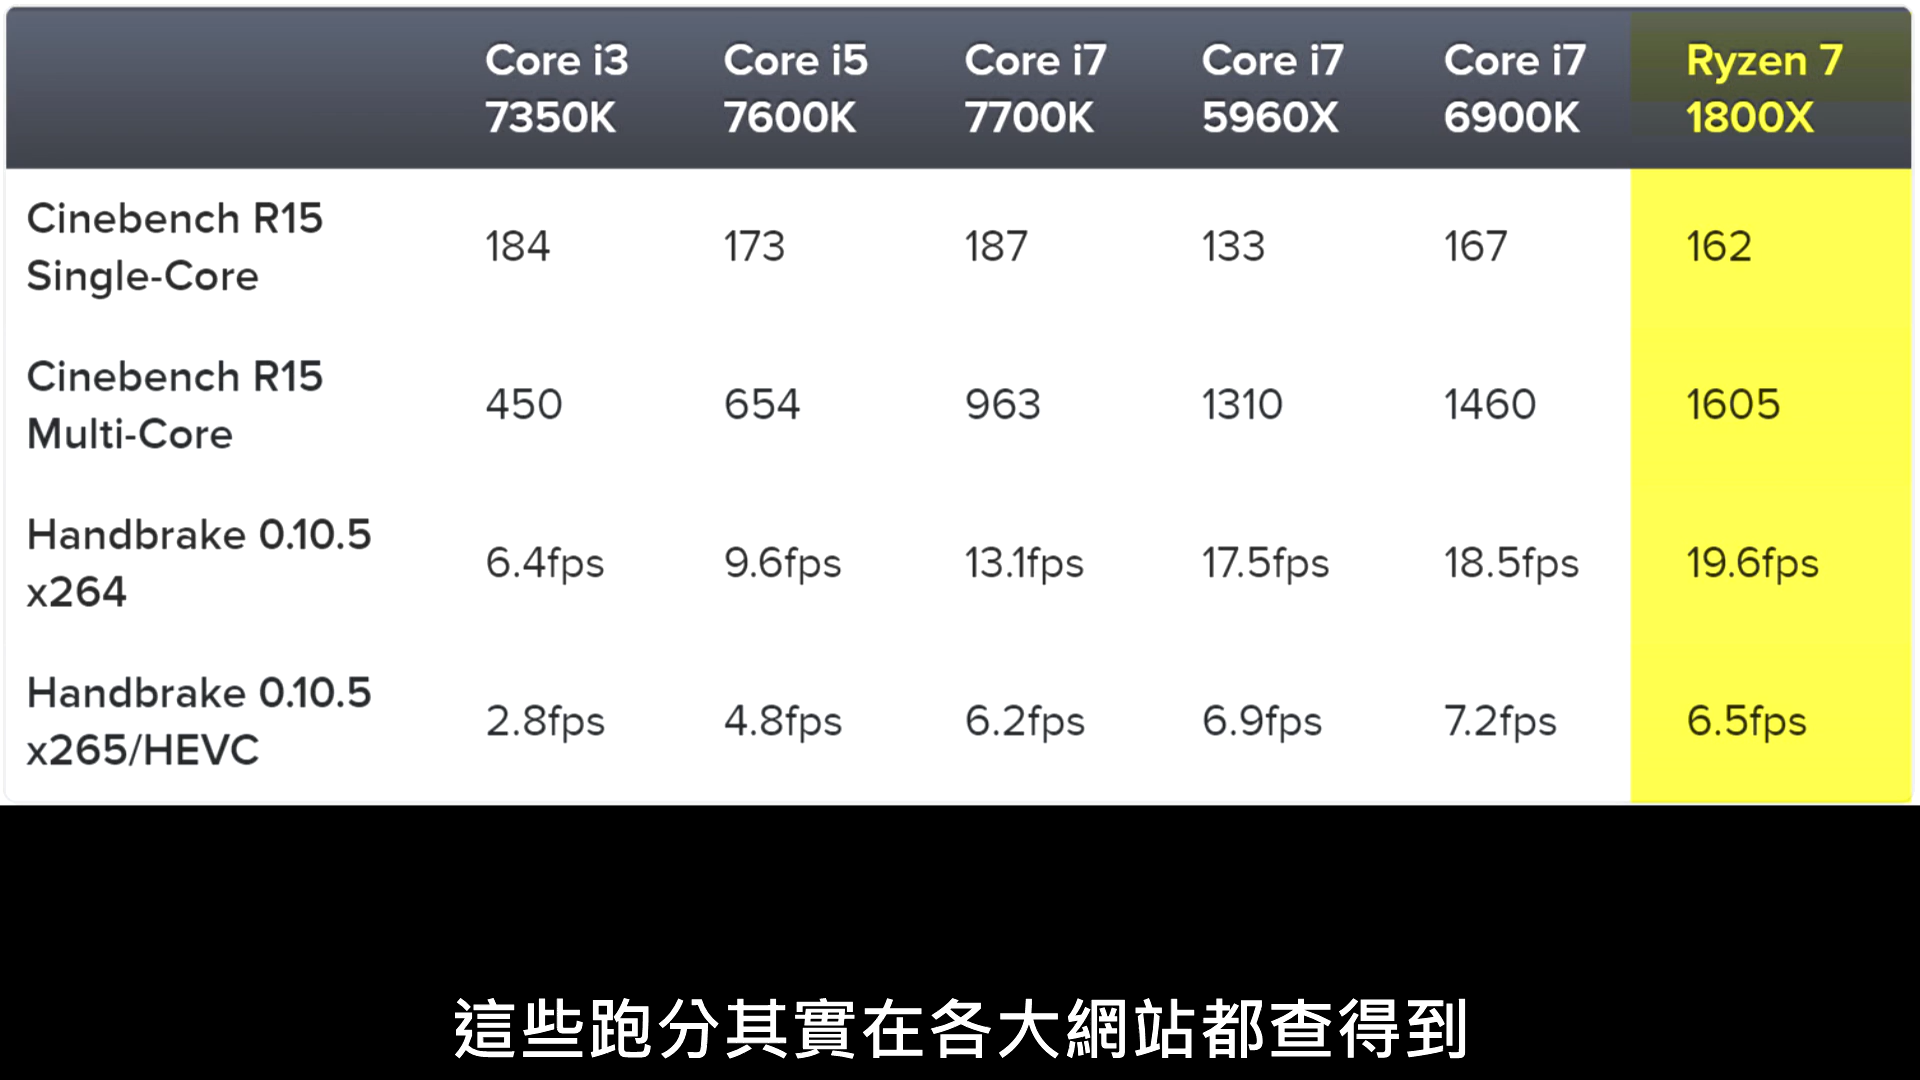 Core i3 Core i5 Core i7 Core i7 Core i7 Ryzen 7
7350K 7600K 7700K 5960X 6900K 1800X
Cinebench R15
Single-Core 184 173 187 133 167 162
Cinebench R15
Multi-Core 450 654 963 1310 1460 1605
Handbrake 0.10.5
x264 6.4fps 9.6fps 13.1fps 17.5fps 18.5fps 19.6fps
Handbrake 0.10.5
x265/HEVC 2.8fps 4.8fps 6.2fps 6.9fps 7.2fps 6.5fps
這些跑分其實在各大網站都查得到